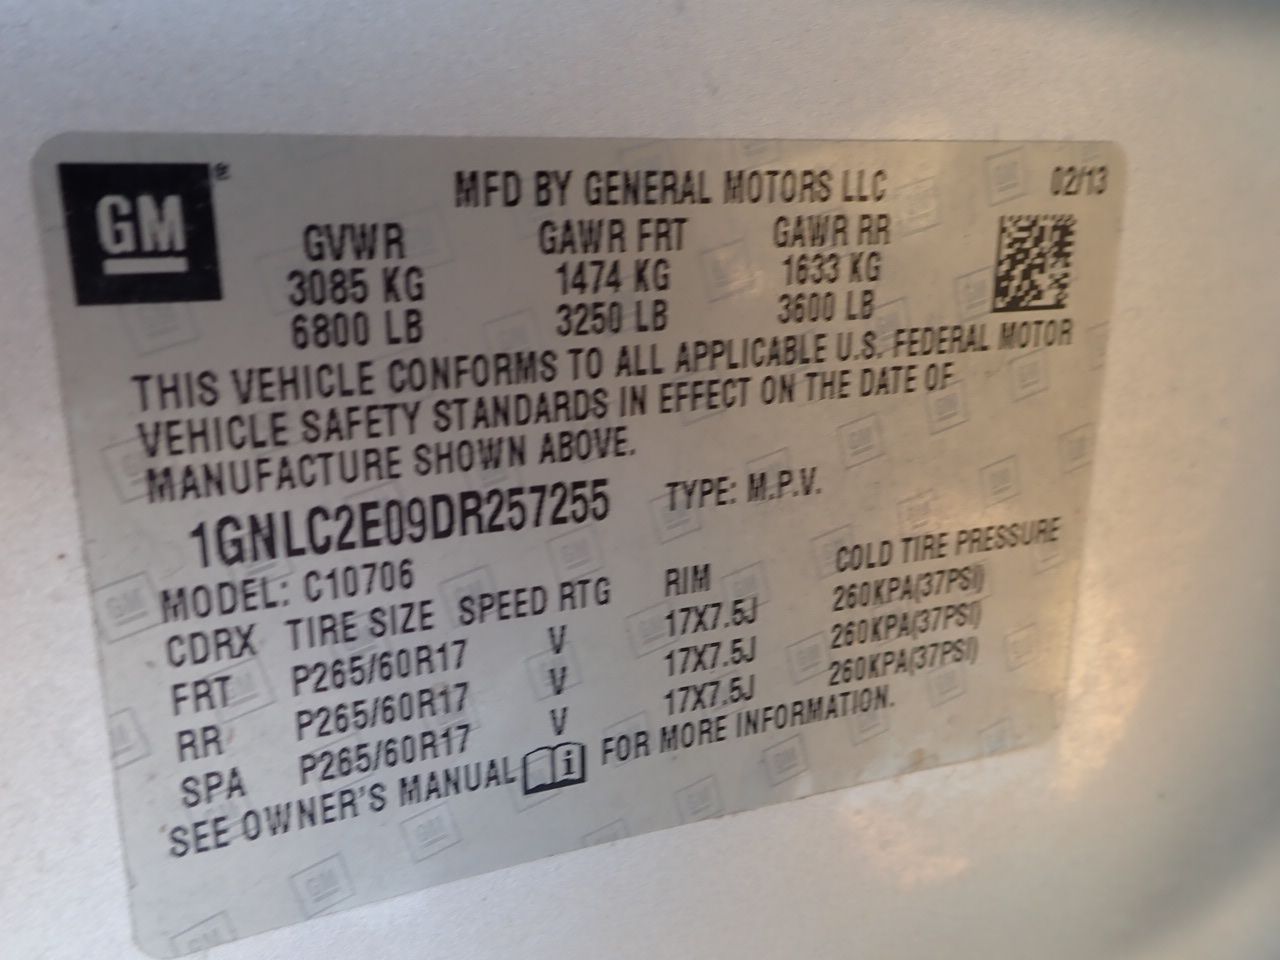 GM®
MFD BY GENERAL MOTORS LLC 02/13
GVWR GAWR FRT GAWR RR
3085 KG 1474 KG 1633 KG
6800 LB 3250 LB 3600 LB
THIS VEHICLE CONFORMS TO ALL APPLICABLE U.S. FEDERAL MOTOR
VEHICLE SAFETY STANDARDS IN EFFECT ON THE DATE OF
MANUFACTURE SHOWN ABOVE.
1GNLC2E09DR257255 TYPE: M.P.V.
MODEL: C10706
CDRX TIRE SIZE SPEED RTG RIM COLD TIRE PRESSURE
FRT P265/60R17 V 17X7.5J 260KPA(37PSI)
RR P265/60R17 V 17X7.5J 260KPA(37PSI)
SPA P265/60R17 V 17X7.5J 260KPA(37PSI)
SEE OWNER'S MANUAL i FOR MORE INFORMATION.